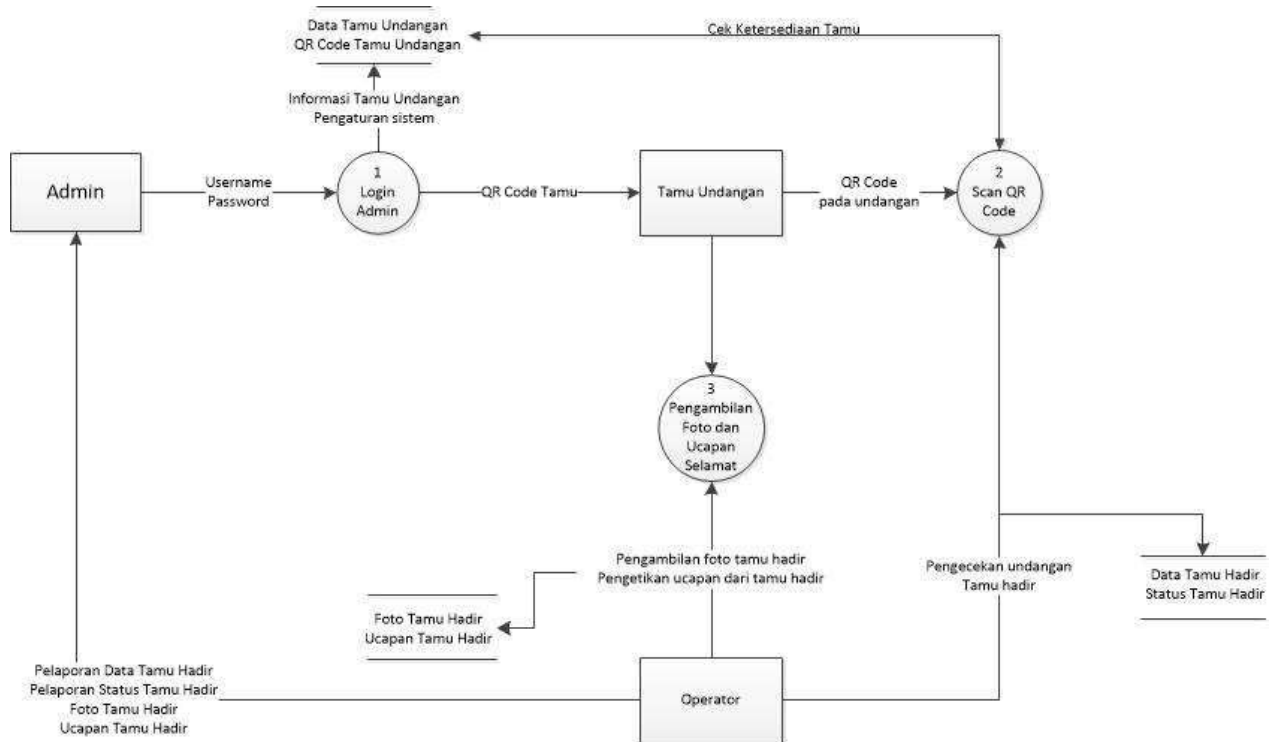 Data Tamu Undangan
QR Code Tamu Undangan
Cek Ketersediaan Tamu
Informasi Tamu Undangan
Pengaturan sistem
Admin
Username
Password
1
Login
Admin
QR Code Tamu
Tamu Undangan
QR Code
pada undangan
2
Scan QR
Code
3
Pengambilan
Foto dan
Ucapan
Selamat
Pengambilan foto tamu hadir
Pengetikan ucapan dari tamu hadir
Pengecekan undangan
Tamu hadir
Data Tamu Hadir
Status Tamu Hadir
Foto Tamu Hadir
Ucapan Tamu Hadir
Pelaporan Data Tamu Hadir
Pelaporan Status Tamu Hadir
Foto Tamu Hadir
Ucapan Tamu Hadir
Operator